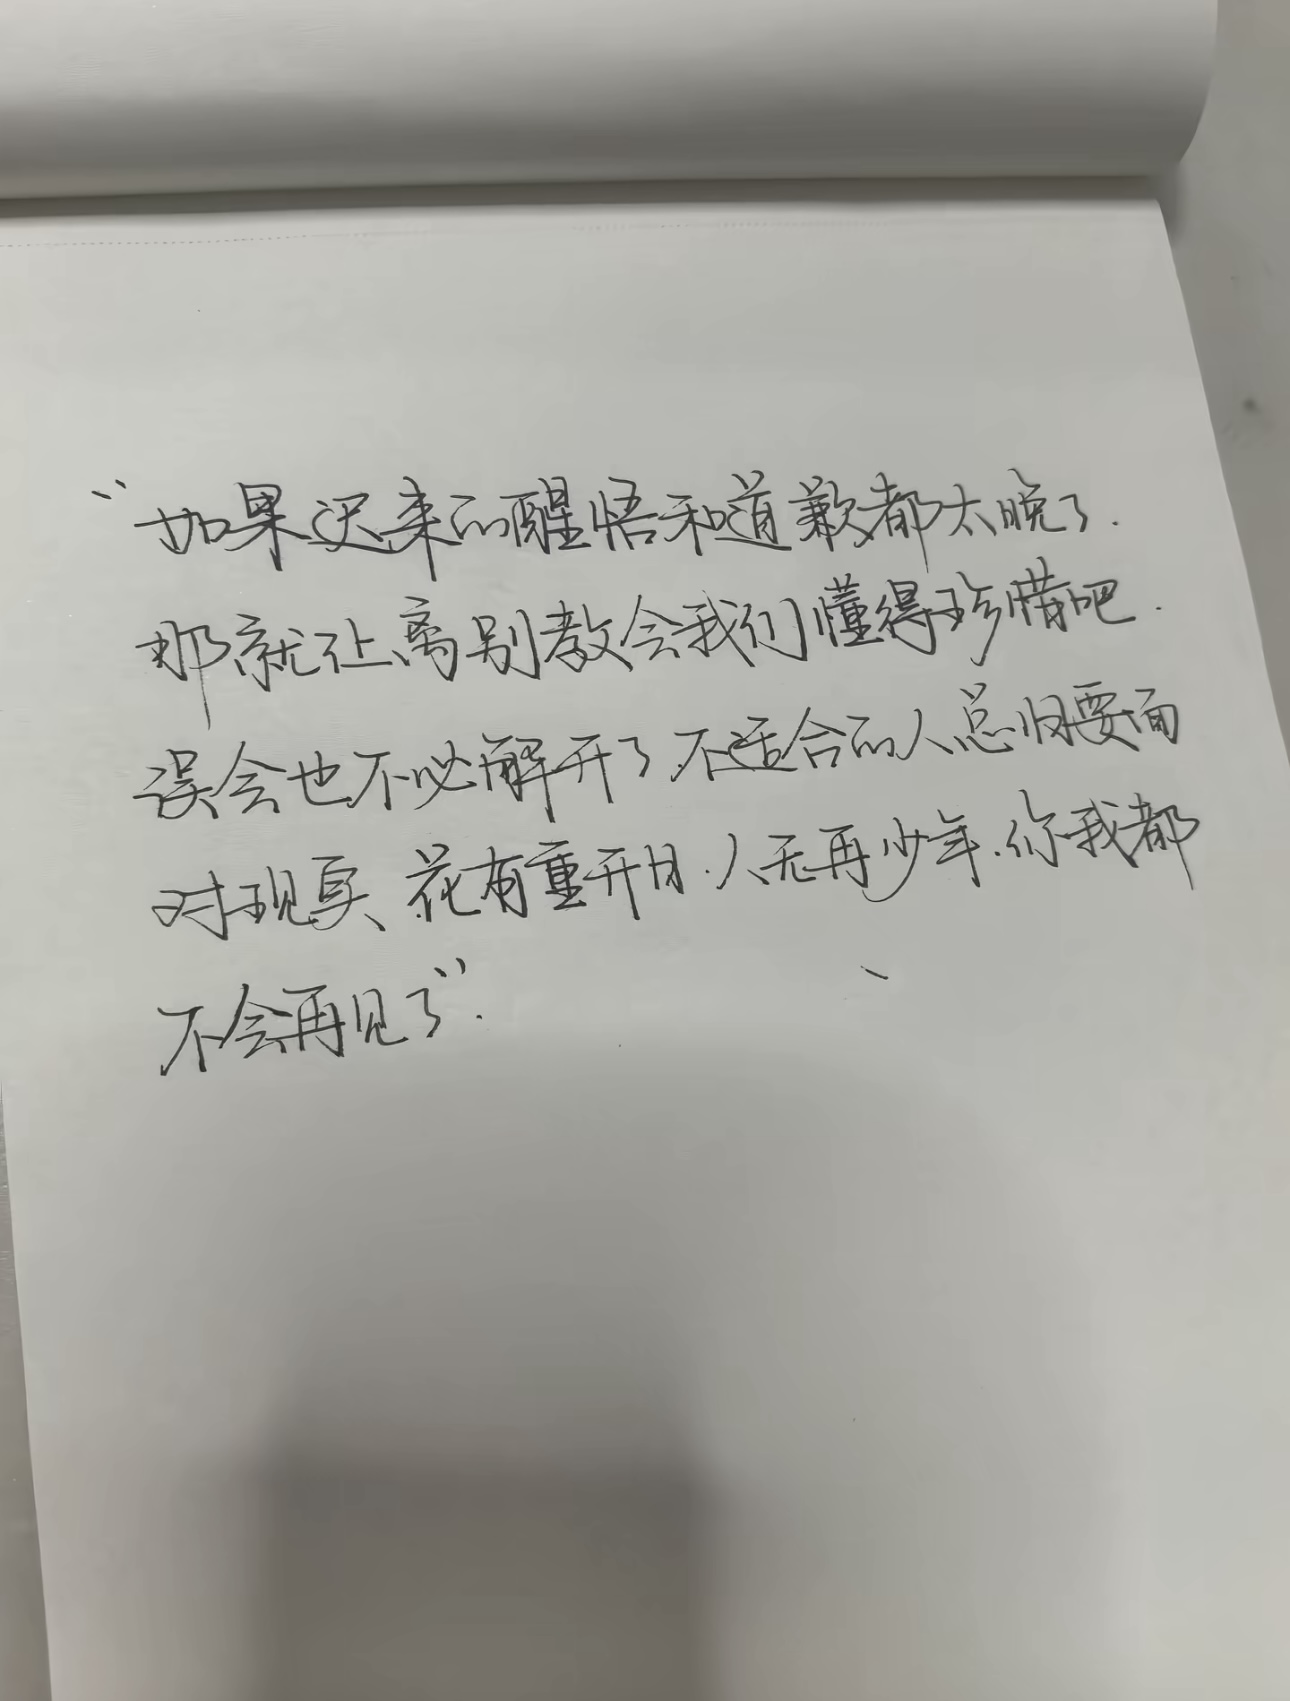 “如果迟来的醒悟和道歉都太晚了.
那就让离别教会我们懂得珍惜吧.
误会也不必解开了.不适合的人总归要面
对现实、花有重开日.人无再少年.你我都
不会再见了”.